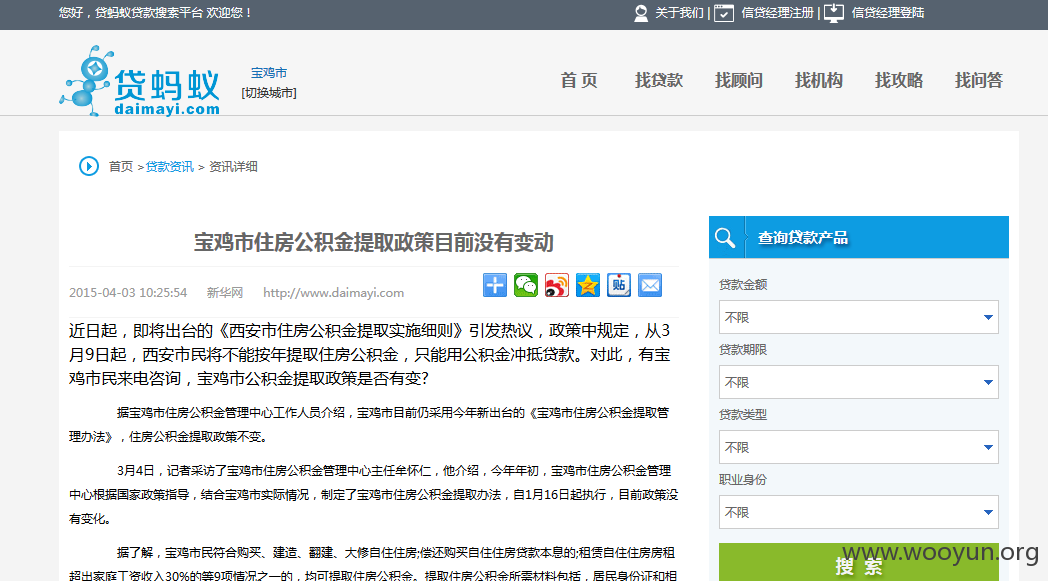 您好，贷蚂蚁贷款搜索平台 欢迎您！
关于我们 | 信贷经理注册 | 信贷经理登陆
贷蚂蚁
daimayi.com
宝鸡市
[切换城市]
首 页 找贷款 找顾问 找机构 找攻略 找问答
首页 >贷款资讯 > 资讯详细
宝鸡市住房公积金提取政策目前没有变动
2015-04-03 10:25:54 新华网 http://www.daimayi.com
贴
近日起，即将出台的《西安市住房公积金提取实施细则》引发热议，政策中规定，从3
月9日起，西安市民将不能按年提取住房公积金，只能用公积金冲抵贷款。对此，有宝
鸡市民来电咨询，宝鸡市公积金提取政策是否有变?
据宝鸡市住房公积金管理中心工作人员介绍，宝鸡市目前仍采用今年新出台的《宝鸡市住房公积金提取管
理办法》，住房公积金提取政策不变。
3月4日，记者采访了宝鸡市住房公积金管理中心主任牟怀仁，他介绍，今年年初，宝鸡市住房公积金管理
中心根据国家政策指导，结合宝鸡市实际情况，制定了宝鸡市住房公积金提取办法，自1月16日起执行，目前政策没
有变化。
据了解，宝鸡市民符合购买、建造、翻建、大修自住住房;偿还购买自住住房贷款本息的;租赁自住住房房租
超出家庭工资收入30%的等9项情况之一的，均可提取住房公积金。提取住房公积金所需材料包括，居民身份证和相
查询贷款产品
贷款金额
不限
贷款期限
不限
贷款类型
不限
职业身份
不限
搜 索
www.wooyun.org